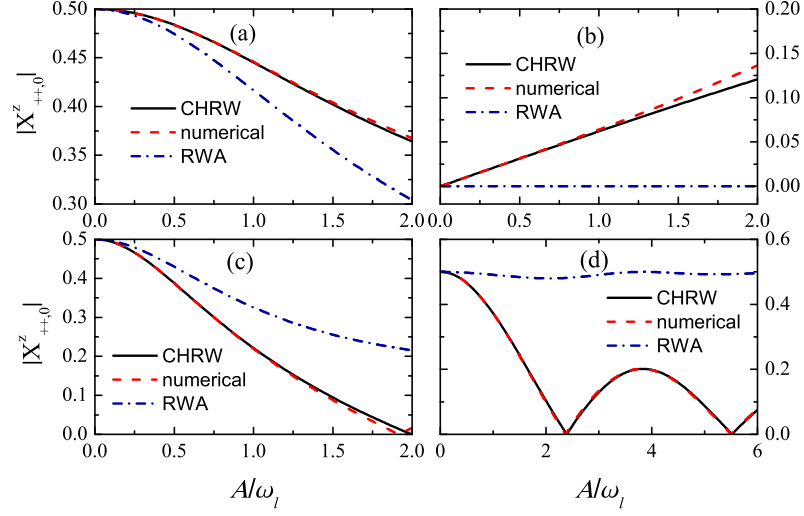 0.50
0.45
0.40
0.35
0.30
|X^z_{++,0}|
(a)
CHRW
numerical
RWA
0.0 0.5 1.0 1.5 2.0
(b)
CHRW
numerical
RWA
0.20
0.15
0.10
0.05
0.00
0.0 0.5 1.0 1.5 2.0
0.5
0.4
0.3
0.2
0.1
0.0
|X^z_{++,0}|
(c)
CHRW
numerical
RWA
0.0 0.5 1.0 1.5 2.0
A/ω_l
(d)
CHRW
numerical
RWA
0.6
0.4
0.2
0.0
0 2 4 6
A/ω_l